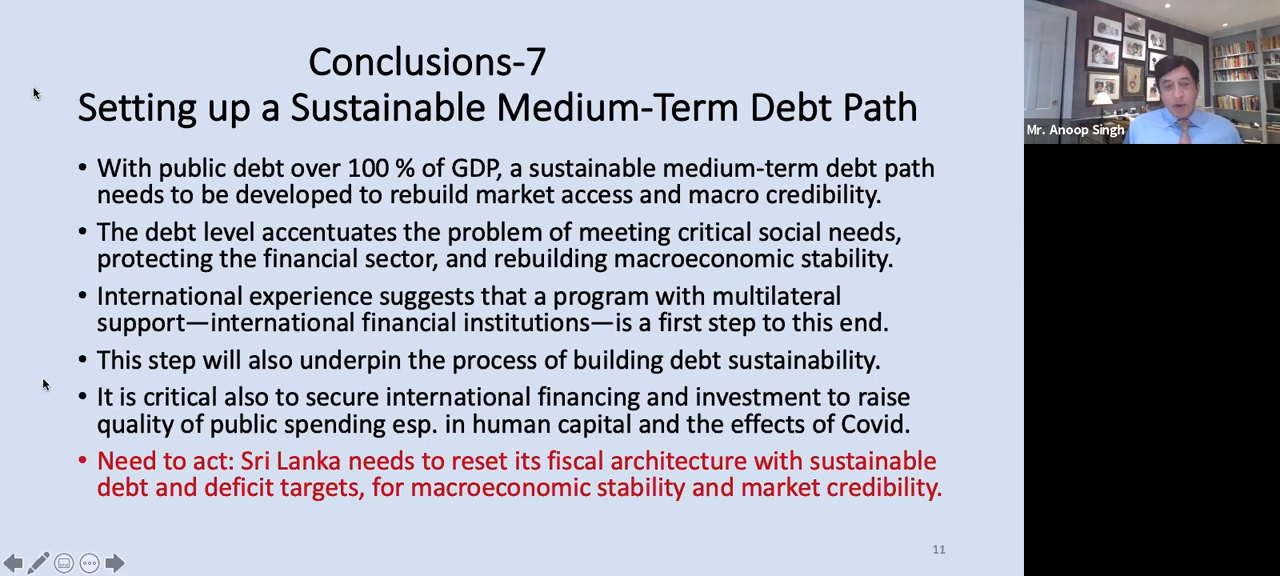 Conclusions-7
Setting up a Sustainable Medium-Term Debt Path
• With public debt over 100 % of GDP, a sustainable medium-term debt path
needs to be developed to rebuild market access and macro credibility.
• The debt level accentuates the problem of meeting critical social needs,
protecting the financial sector, and rebuilding macroeconomic stability.
• International experience suggests that a program with multilateral
support—international financial institutions—is a first step to this end.
• This step will also underpin the process of building debt sustainability.
• It is critical also to secure international financing and investment to raise
quality of public spending esp. in human capital and the effects of Covid.
• Need to act: Sri Lanka needs to reset its fiscal architecture with sustainable
debt and deficit targets, for macroeconomic stability and market credibility.
11
Mr. Anoop Singh